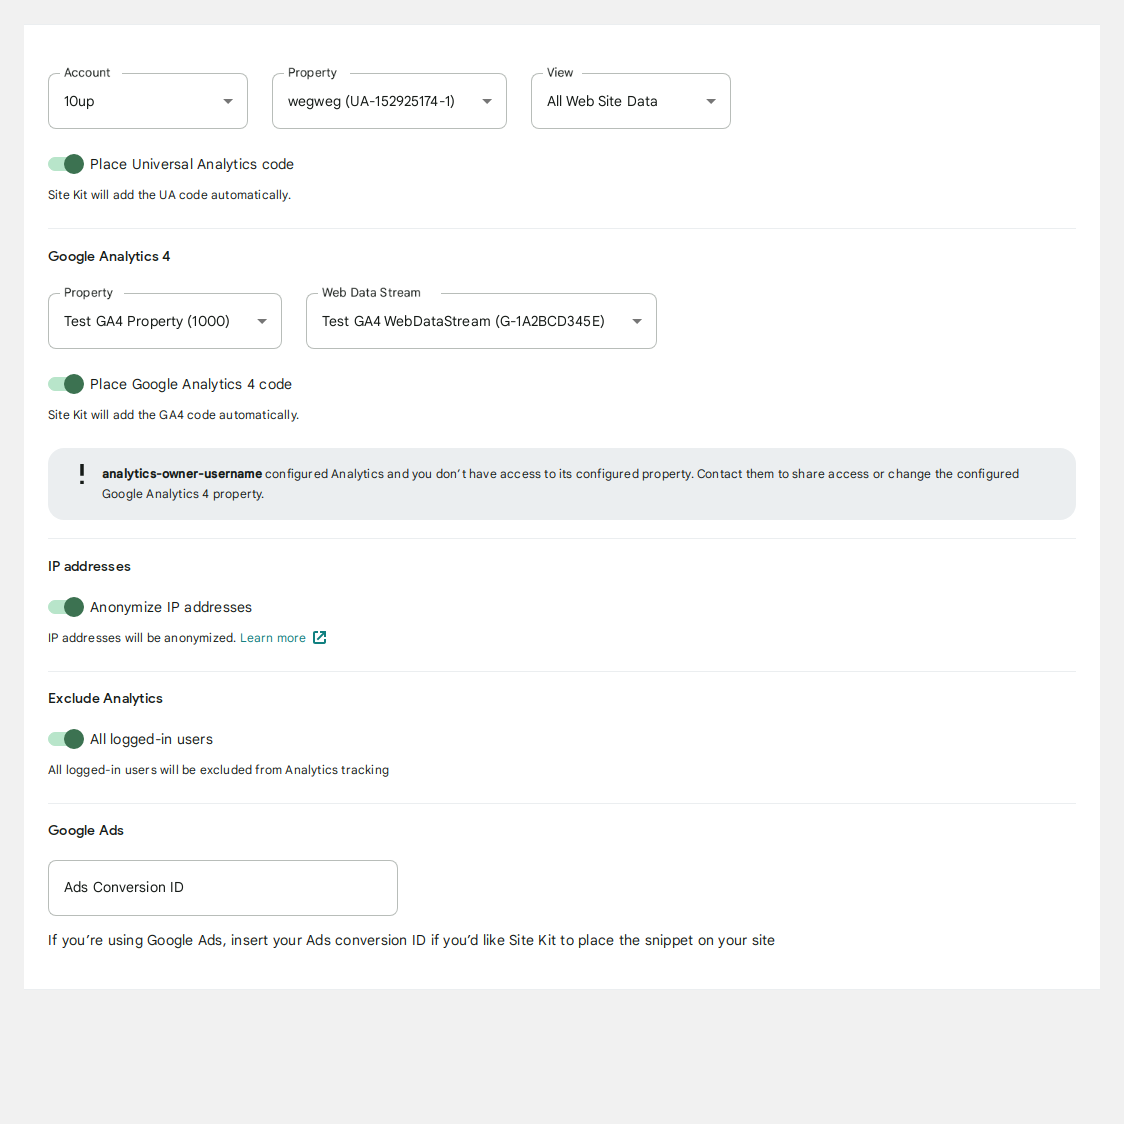 Account
10up
Property
wegweg (UA-152925174-1)
View
All Web Site Data
Place Universal Analytics code
Site Kit will add the UA code automatically.
Google Analytics 4
Property
Test GA4 Property (1000)
Web Data Stream
Test GA4 WebDataStream (G-1A2BCD345E)
Place Google Analytics 4 code
Site Kit will add the GA4 code automatically.
analytics-owner-username configured Analytics and you don’t have access to its configured property. Contact them to share access or change the configured
Google Analytics 4 property.
IP addresses
Anonymize IP addresses
IP addresses will be anonymized. Learn more
Exclude Analytics
All logged-in users
All logged-in users will be excluded from Analytics tracking
Google Ads
Ads Conversion ID
If you’re using Google Ads, insert your Ads conversion ID if you’d like Site Kit to place the snippet on your site